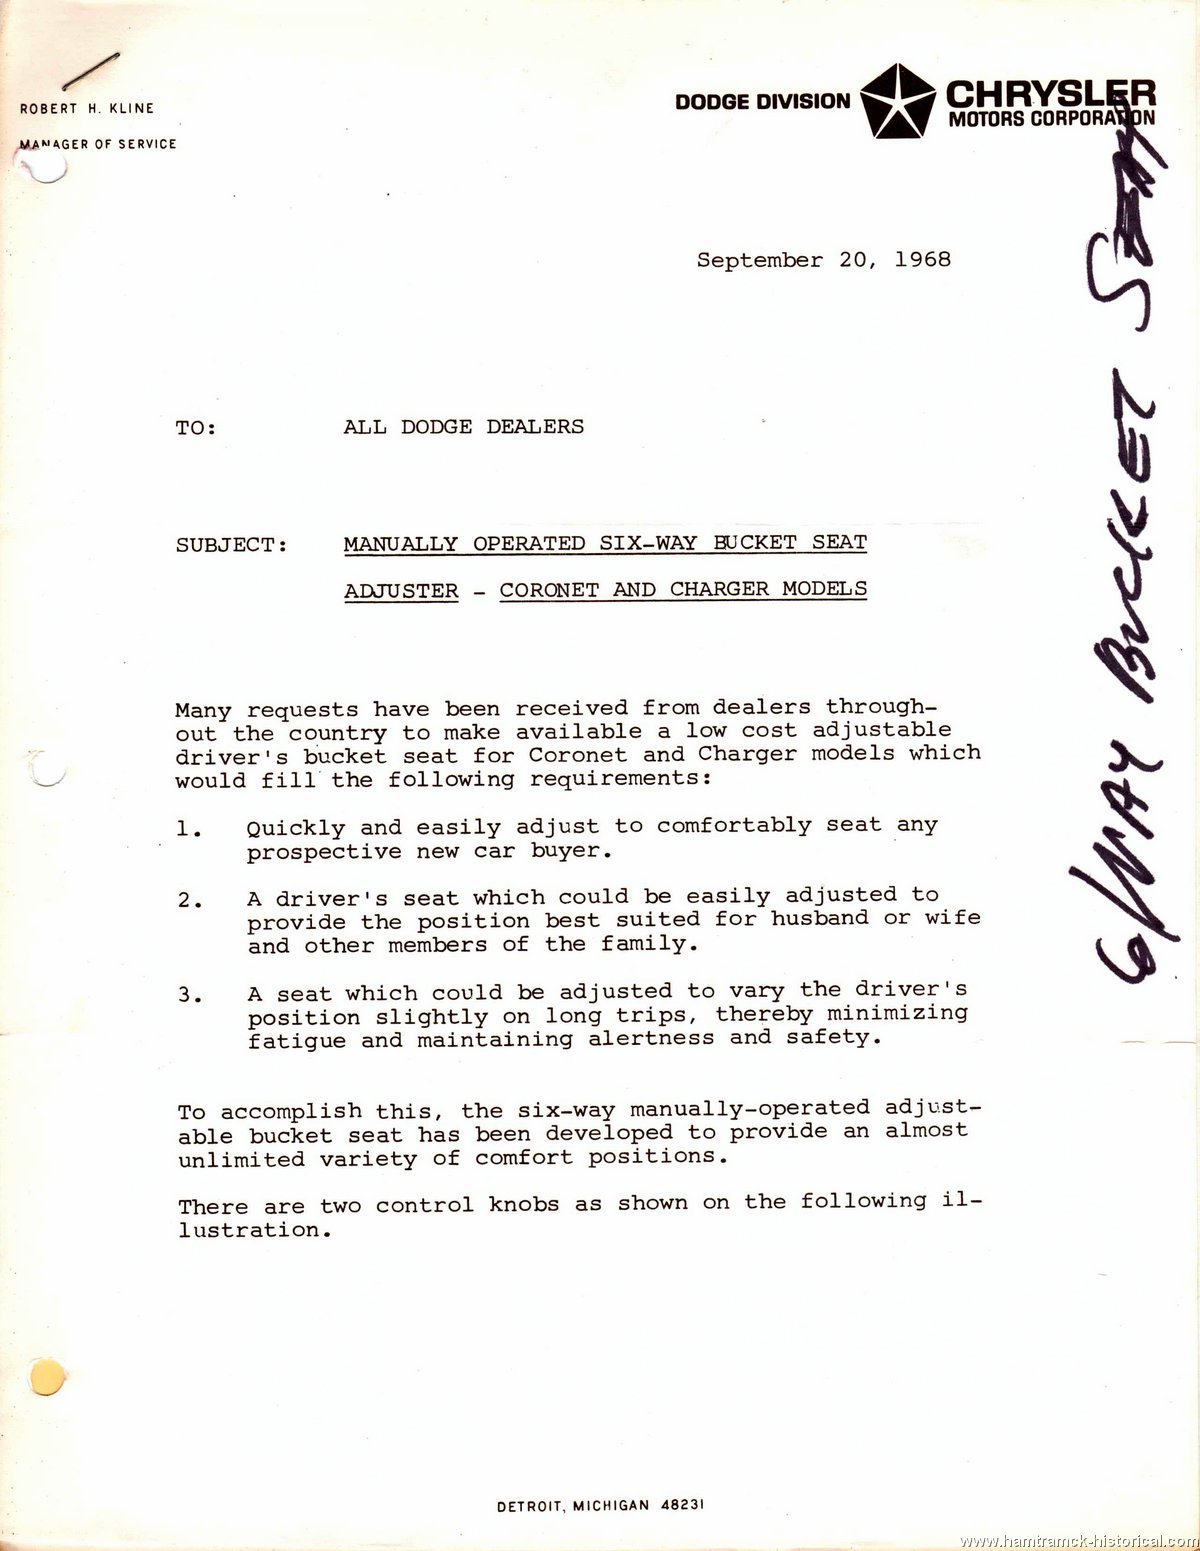 ROBERT H. KLINE
MANAGER OF SERVICE
DODGE DIVISION
CHRYSLER
MOTORS CORPORATION
September 20, 1968
TO: ALL DODGE DEALERS
SUBJECT: MANUALLY OPERATED SIX-WAY BUCKET SEAT
ADJUSTER - CORONET AND CHARGER MODELS
Many requests have been received from dealers through-
out the country to make available a low cost adjustable
driver's bucket seat for Coronet and Charger models which
would fill the following requirements:
1. Quickly and easily adjust to comfortably seat any
prospective new car buyer.
2. A driver's seat which could be easily adjusted to
provide the position best suited for husband or wife
and other members of the family.
3. A seat which could be adjusted to vary the driver's
position slightly on long trips, thereby minimizing
fatigue and maintaining alertness and safety.
To accomplish this, the six-way manually-operated adjust-
able bucket seat has been developed to provide an almost
unlimited variety of comfort positions.
There are two control knobs as shown on the following il-
lustration.
DETROIT, MICHIGAN 48231
6/WAY BUCKET SEAT
www.hamtramck-historical.com